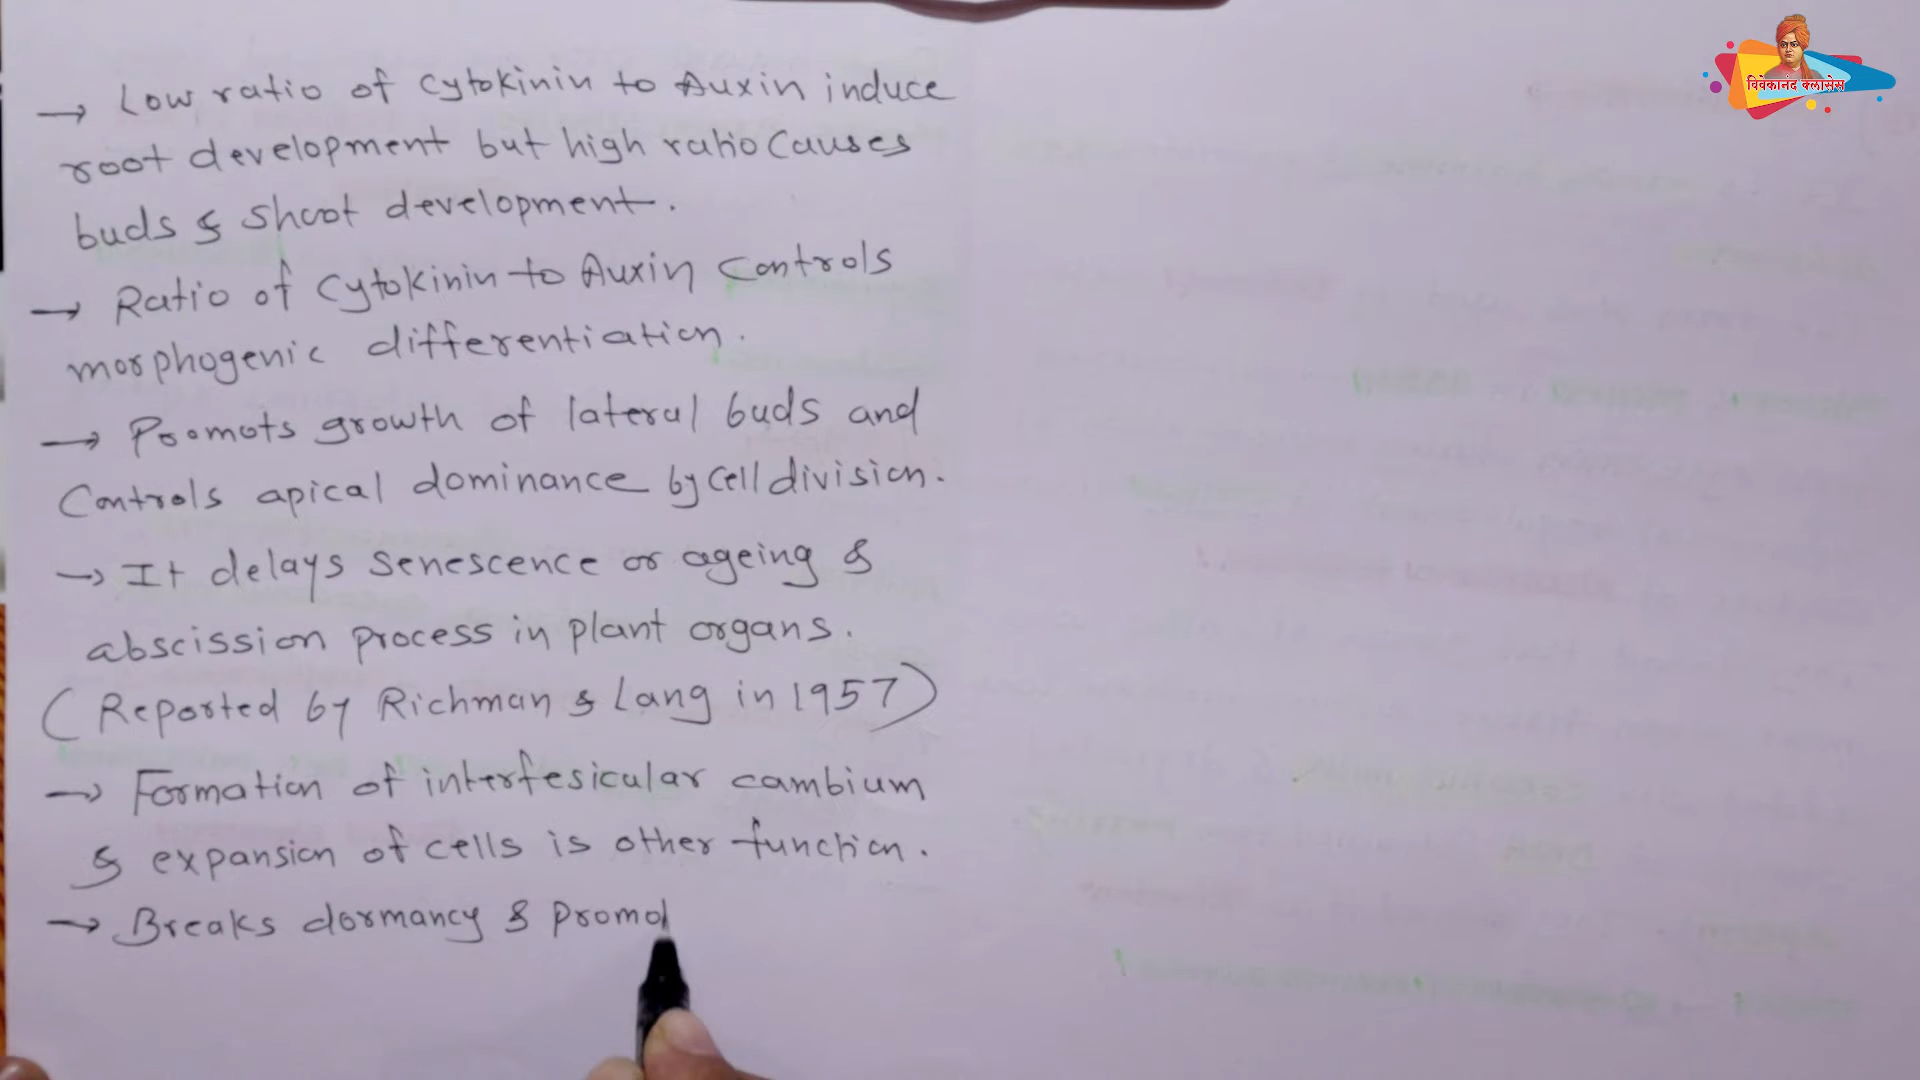 → Low ratio of Cytokinin to Auxin induce
root development but high ratio Causes
buds & shoot development.
→ Ratio of Cytokinin to Auxin Controls
morphogenic differentiation.
→ Promots growth of lateral buds and
Controls apical dominance by Cell division.
→ It delays senescence or ageing &
abscission process in plant organs.
(Reported by Richman & Lang in 1957)
→ Formation of interfesicular cambium
& expansion of cells is other function.
→ Breaks dormancy & promot
विवेकानंद क्लासेस